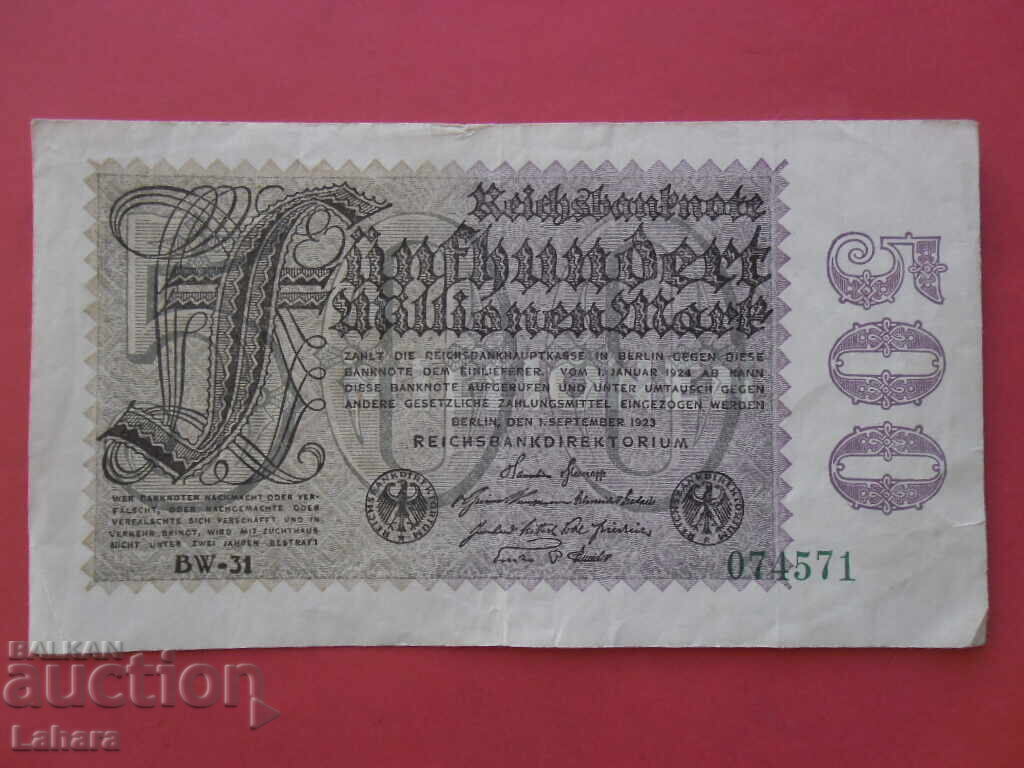 Reichsbanknote
Fünfhundert
Millionen Mark
ZAHLT DIE REICHSBANKHAUPTKASSE IN BERLIN GEGEN DIESE
BANKNOTE DEM EINLIEFERER. VOM 1. JANUAR 1924 AB KANN
DIESE BANKNOTE AUFGERUFEN UND UNTER UMTAUSCH GEGEN
ANDERE GESETZLICHE ZAHLUNGSMITTEL EINGEZOGEN WERDEN
BERLIN, DEN 1. SEPTEMBER 1923
REICHSBANKDIREKTORIUM
REICHSBANKDIREKTORIUM
REICHSBANKDIREKTORIUM
WER BANKNOTEN NACHMACHT ODER VER-
FÄLSCHT, ODER NACHGEMACHTE ODER
VERFÄLSCHTE SICH VERSCHAFFT UND IN
VERKEHR BRINGT, WIRD MIT ZUCHTHAUS
NICHT UNTER ZWEI JAHREN BESTRAFT
BW-31
074571
500
500
BALKAN
auction
Lahara